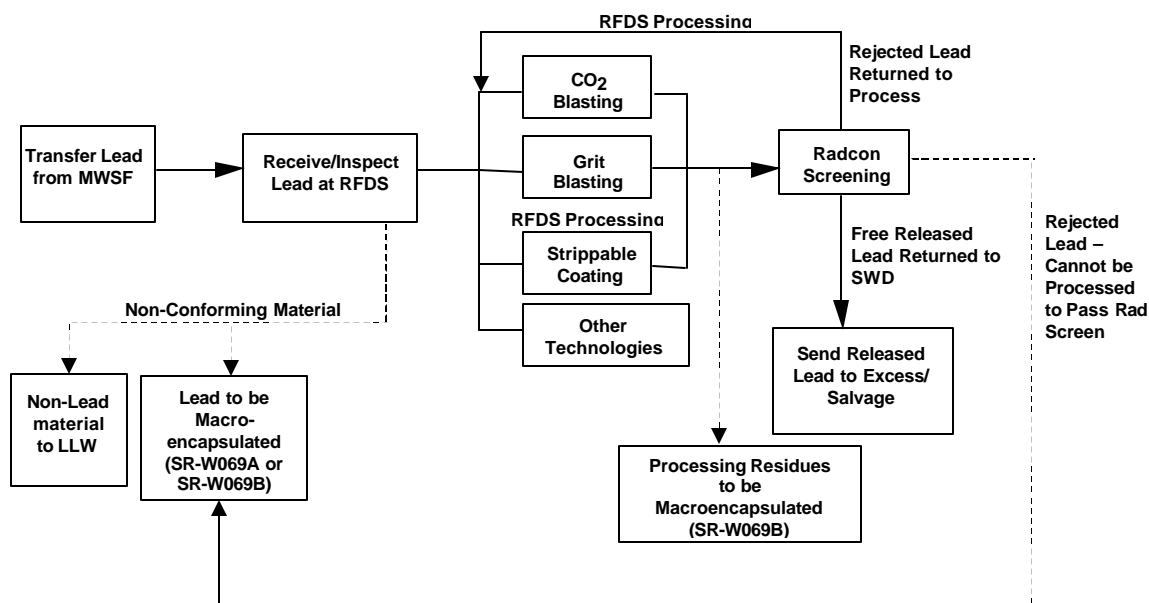 RFDS Processing
Rejected Lead
Returned to
Process
CO2
Blasting
Transfer Lead
from MWSF
Receive/Inspect
Lead at RFDS
Grit
Blasting
Radcon
Screening
RFDS Processing
Strippable
Coating
Free Released
Lead Returned to
SWD
Rejected
Lead –
Cannot be
Processed
to Pass Rad
Screen
Non-Conforming Material
Other
Technologies
Send Released
Lead to Excess/
Salvage
Non-Lead
material
to LLW
Lead to be
Macro-
encapsulated
(SR-W069A or
SR-W069B)
Processing Residues
to be
Macroencapsulated
(SR-W069B)